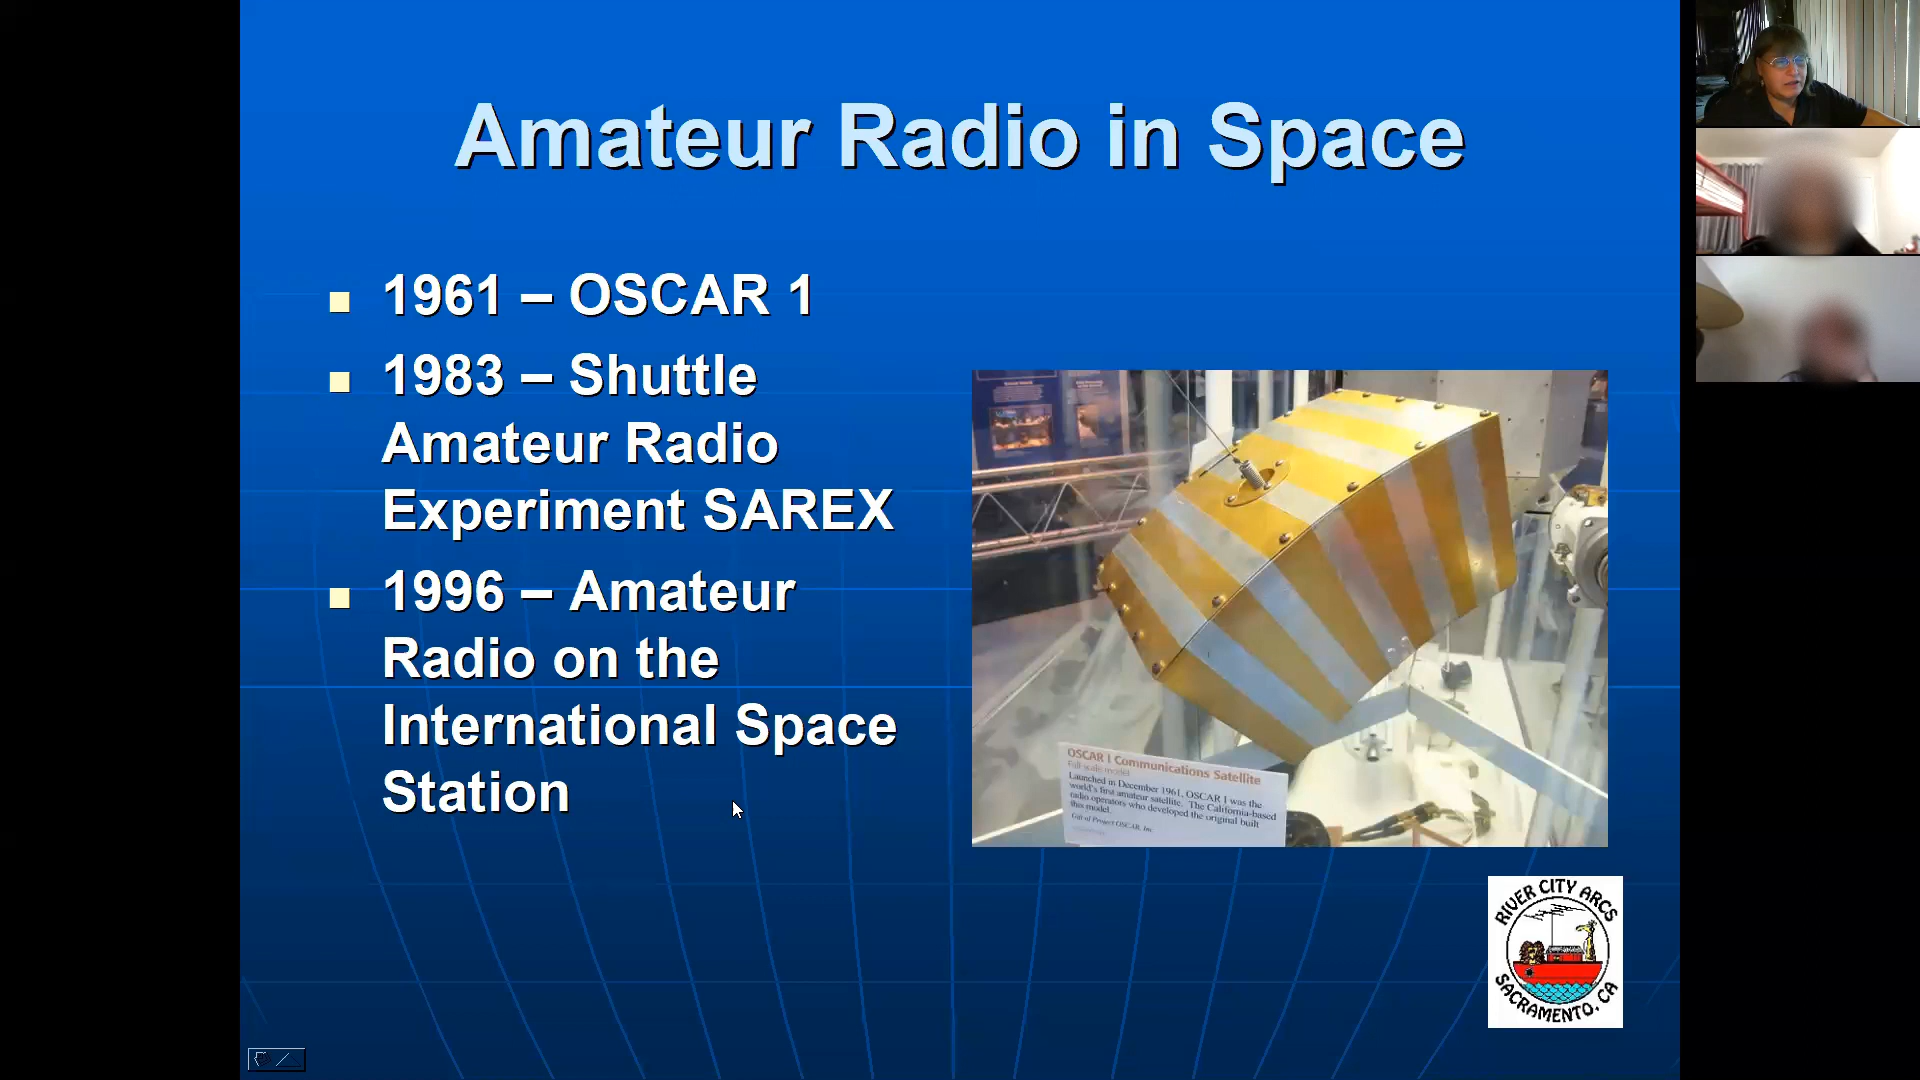 Amateur Radio in Space
1961 – OSCAR 1
1983 – Shuttle
Amateur Radio
Experiment SAREX
1996 – Amateur
Radio on the
International Space
Station
OSCAR I Communications Satellite
Full-scale model
Launched in December 1961, OSCAR I was the
world's first amateur satellite. The California-based
radio operators who developed the original built
this model.
Gift of Project OSCAR, Inc.
RIVER CITY ARCS
SACRAMENTO, CA